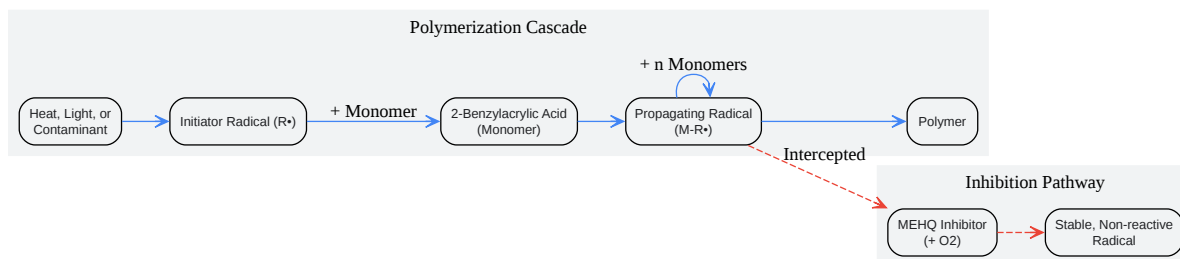 Polymerization Cascade
+ n Monomers
Heat, Light, or
Contaminant
Initiator Radical (R•)
+ Monomer
2-Benzylacrylic Acid
(Monomer)
Propagating Radical
(M-R•)
Polymer
Intercepted
Inhibition Pathway
MEHQ Inhibitor
(+ O2)
Stable, Non-reactive
Radical